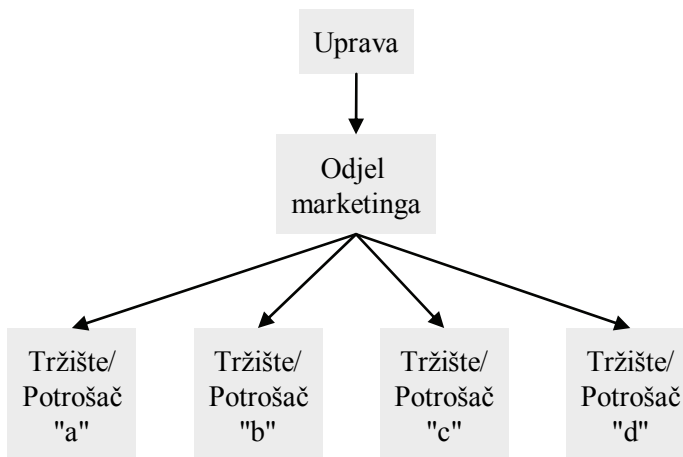 Uprava
Odjel
marketinga
Tržište/
Potrošač
"a"
Tržište/
Potrošač
"b"
Tržište/
Potrošač
"c"
Tržište/
Potrošač
"d"